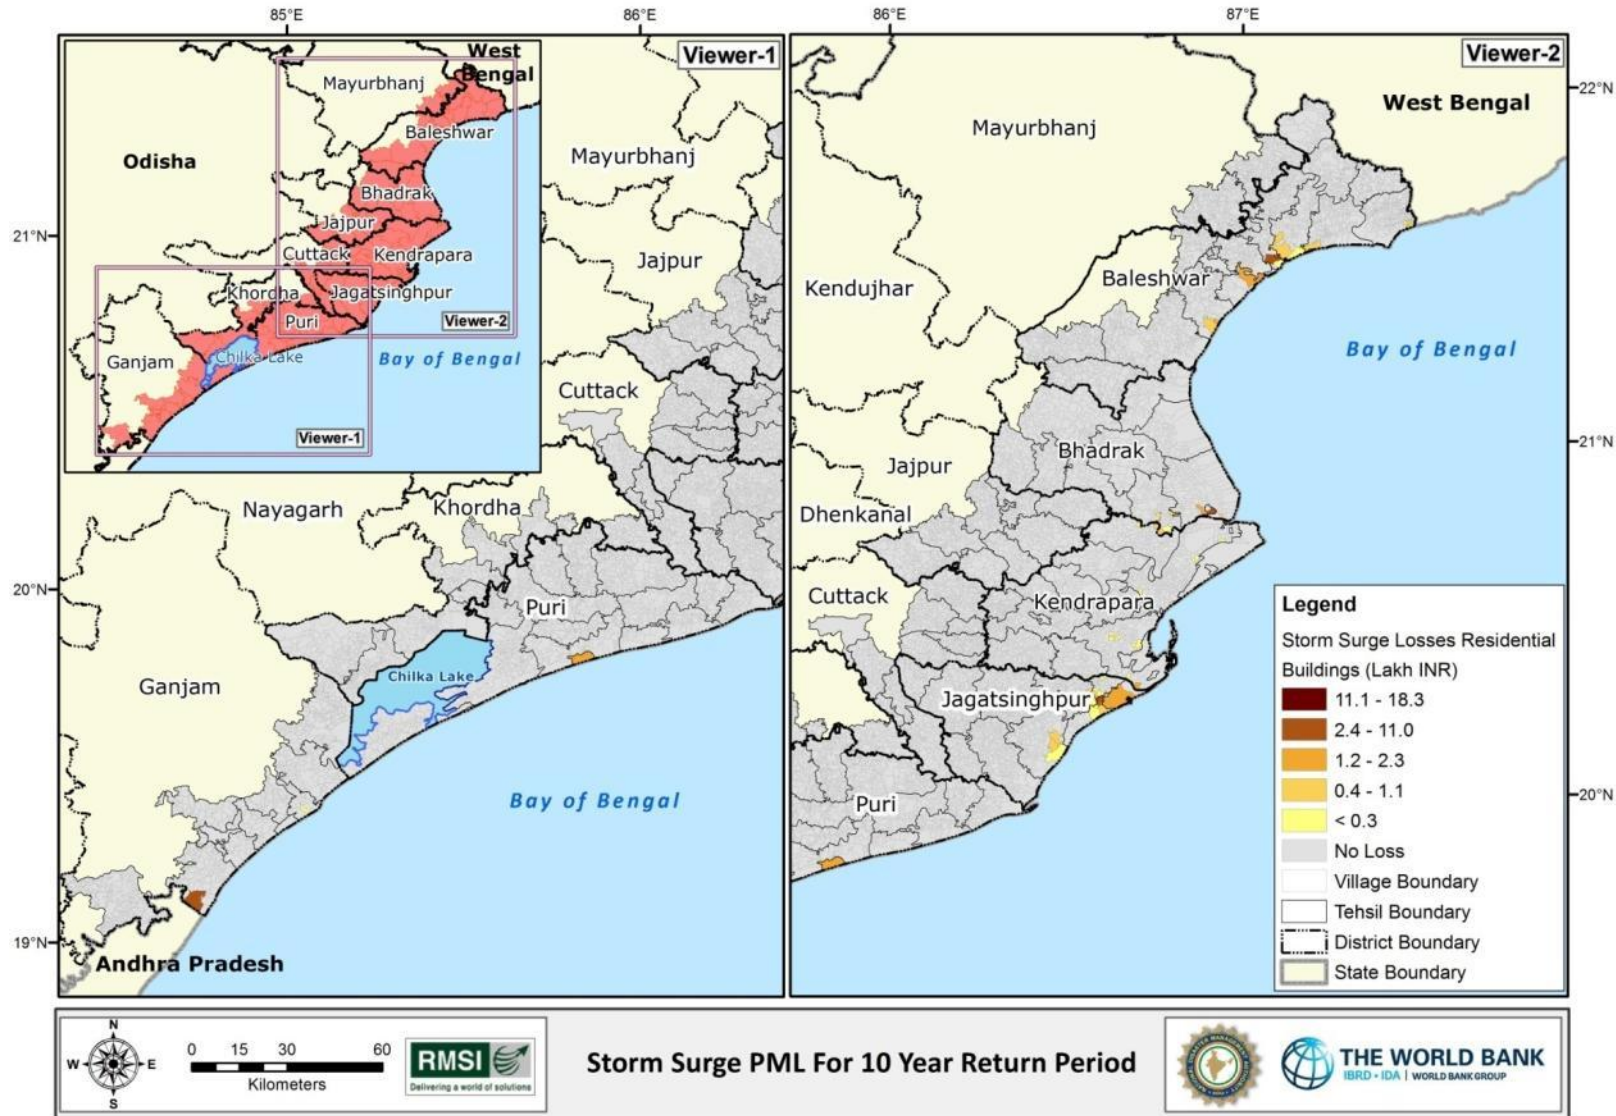 85°E
86°E
86°E
87°E
Viewer-1
Viewer-2
West
Bengal
Mayurbhanj
Baleshwar
Odisha
Bhadrak
Jajpur
Cuttack
Kendrapara
Khordha
Jagatsinghpur
Puri
Viewer-2
Ganjam
Chilka Lake
Bay of Bengal
Viewer-1
21°N
20°N
19°N
Mayurbhanj
Jajpur
Cuttack
Nayagarh
Khordha
Puri
Ganjam
Chilka Lake
Bay of Bengal
Andhra Pradesh
West Bengal
Mayurbhanj
Kendujhar
Baleshwar
Bay of Bengal
Bhadrak
Jajpur
Dhenkanal
Cuttack
Kendrapara
Jagatsinghpur
Puri
22°N
21°N
20°N
Legend
Storm Surge Losses Residential
Buildings (Lakh INR)
11.1 - 18.3
2.4 - 11.0
1.2 - 2.3
0.4 - 1.1
< 0.3
No Loss
Village Boundary
Tehsil Boundary
District Boundary
State Boundary
N
W E
S
0 15 30 60
Kilometers
RMSI
Delivering a world of solutions
Storm Surge PML For 10 Year Return Period
THE WORLD BANK
IBRD • IDA | WORLD BANK GROUP